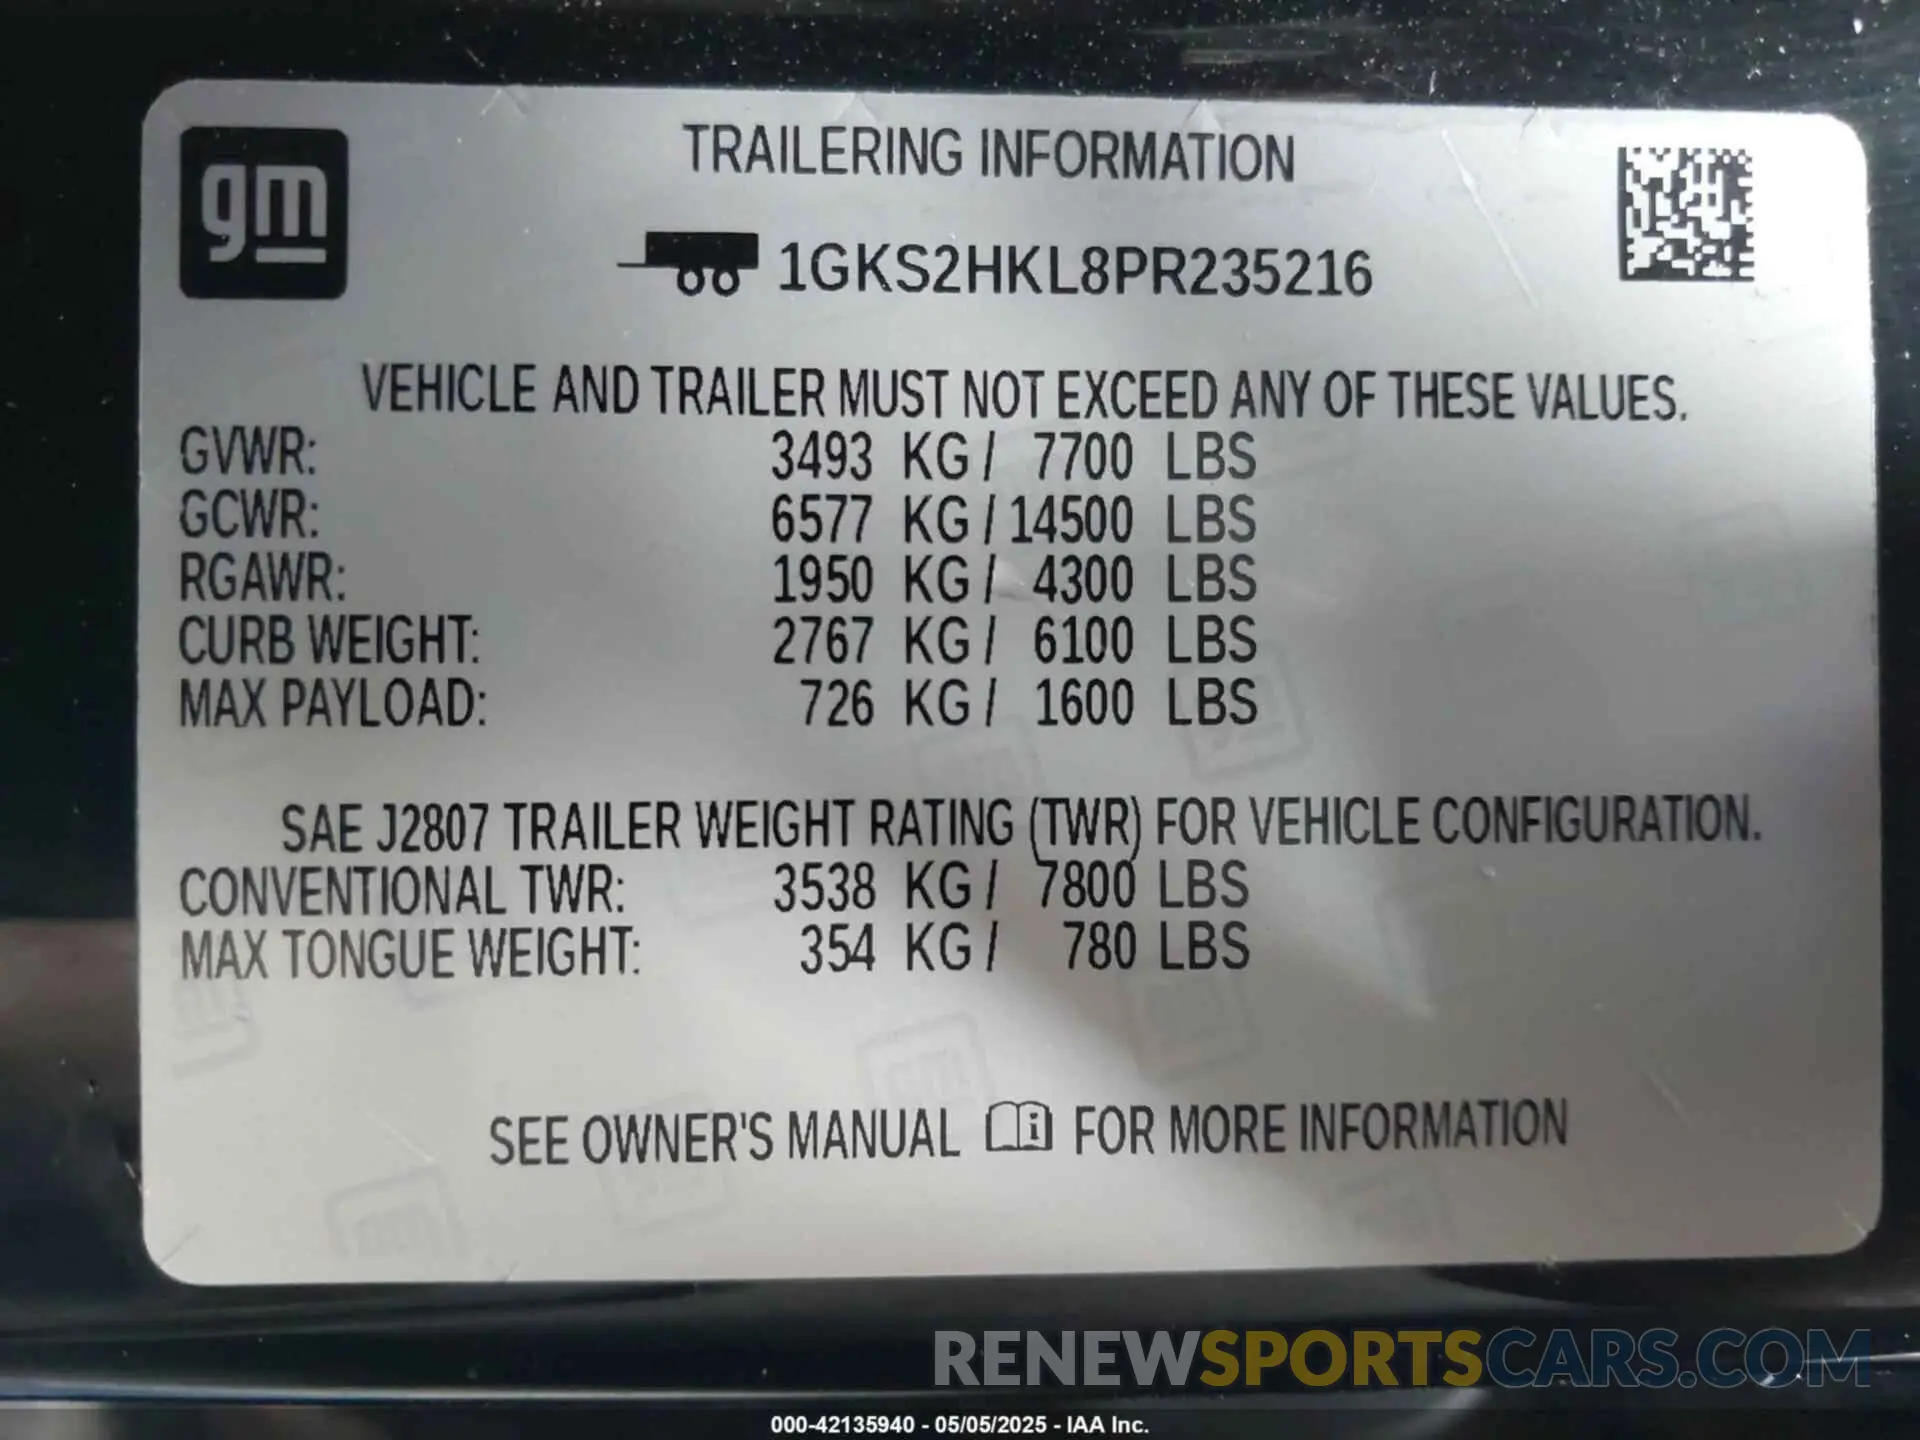 gm
TRAILERING INFORMATION
1GKS2HKL8PR235216
VEHICLE AND TRAILER MUST NOT EXCEED ANY OF THESE VALUES.
GVWR: 3493 KG / 7700 LBS
GCWR: 6577 KG / 14500 LBS
RGAWR: 1950 KG / 4300 LBS
CURB WEIGHT: 2767 KG / 6100 LBS
MAX PAYLOAD: 726 KG / 1600 LBS
SAE J2807 TRAILER WEIGHT RATING (TWR) FOR VEHICLE CONFIGURATION.
CONVENTIONAL TWR: 3538 KG / 7800 LBS
MAX TONGUE WEIGHT: 354 KG / 780 LBS
SEE OWNER'S MANUAL i FOR MORE INFORMATION
RENEWSPORTSCARS.COM
000-42135940 - 05/05/2025 - IAA Inc.